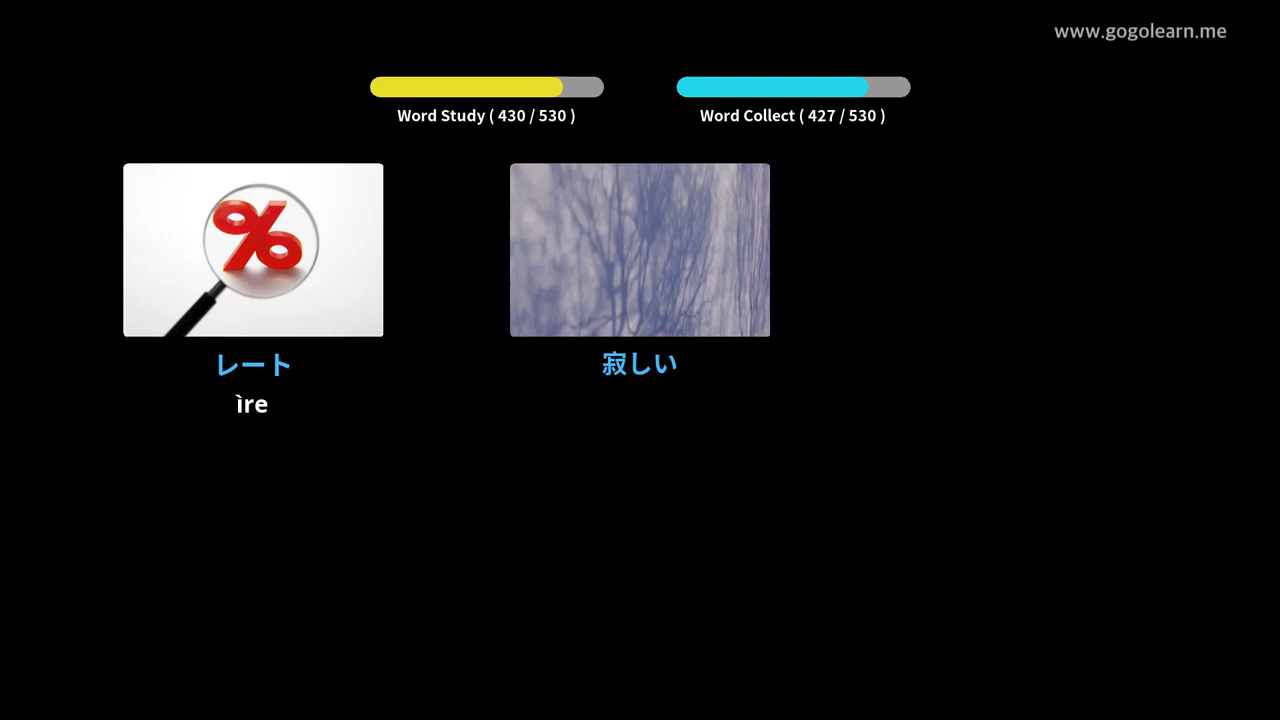 www.gogolearn.me
Word Study ( 430 / 530 )
Word Collect ( 427 / 530 )
%
レート
ìre
寂しい